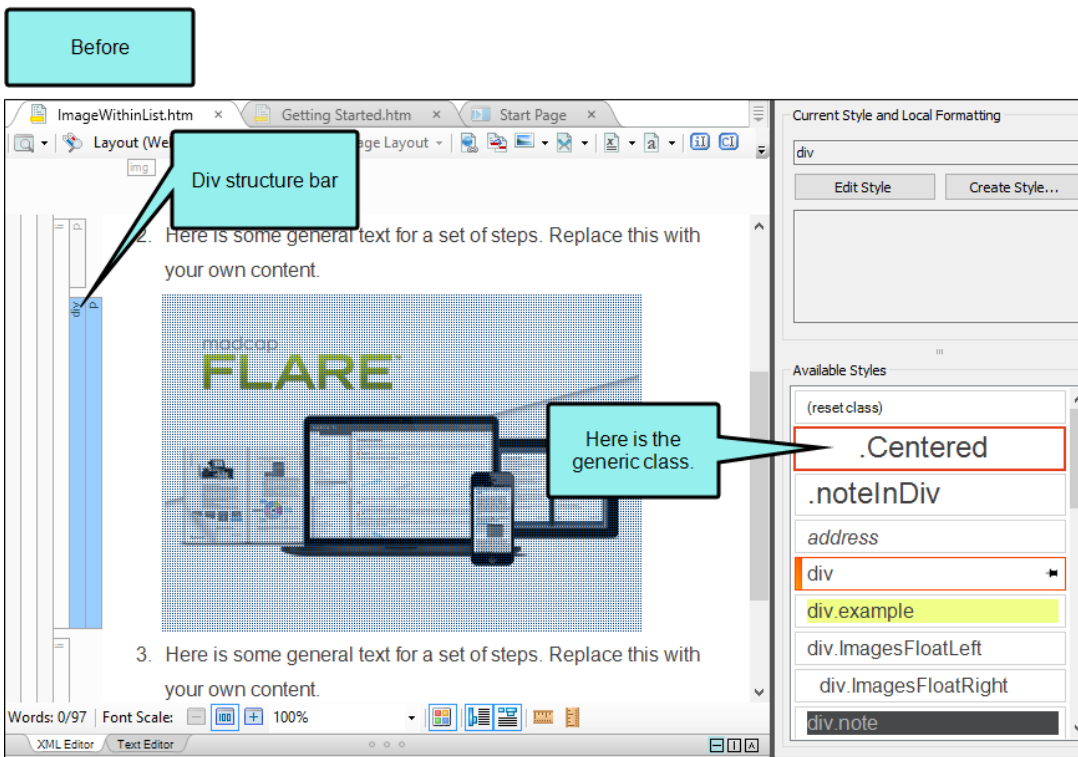 Before
ImageWithinList.htm × Getting Started.htm × Start Page ×
Layout (We age Layout
img
Div structure bar
li p
2. Here is some general text for a set of steps. Replace this with
your own content.
div p
madcap
FLARE
Here is the
generic class.
li
3. Here is some general text for a set of steps. Replace this with
your own content.
Words: 0/97 Font Scale: 100%
XML Editor Text Editor
Current Style and Local Formatting
div
Edit Style Create Style...
Available Styles
(reset class)
.Centered
.noteInDiv
address
div
div.example
div.ImagesFloatLeft
div.ImagesFloatRight
div.note